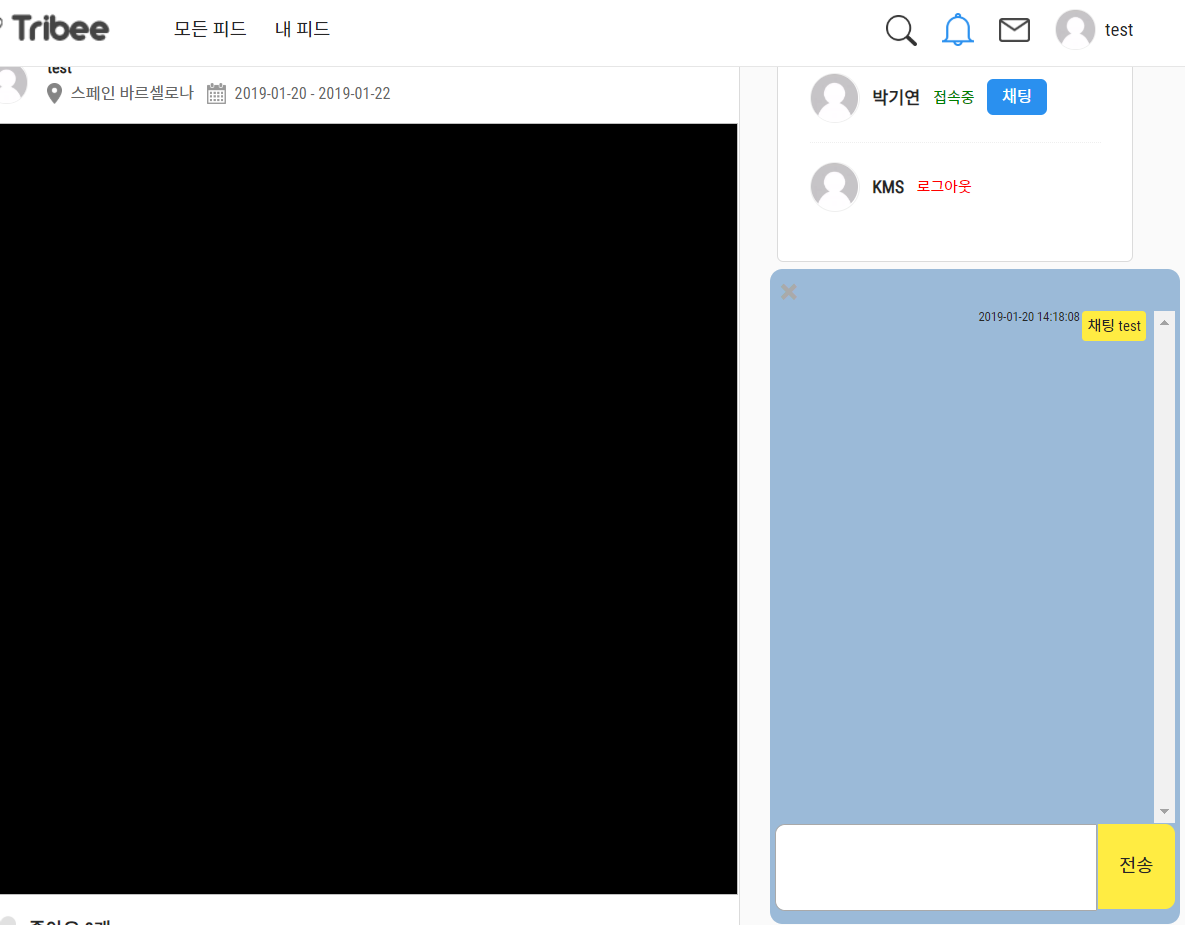 Tribee 모든 피드 내 피드 test
test
스페인 바르셀로나 2019-01-20 - 2019-01-22
박기연 접속중 채팅
KMS 로그아웃
2019-01-20 14:18:08 채팅 test
전송